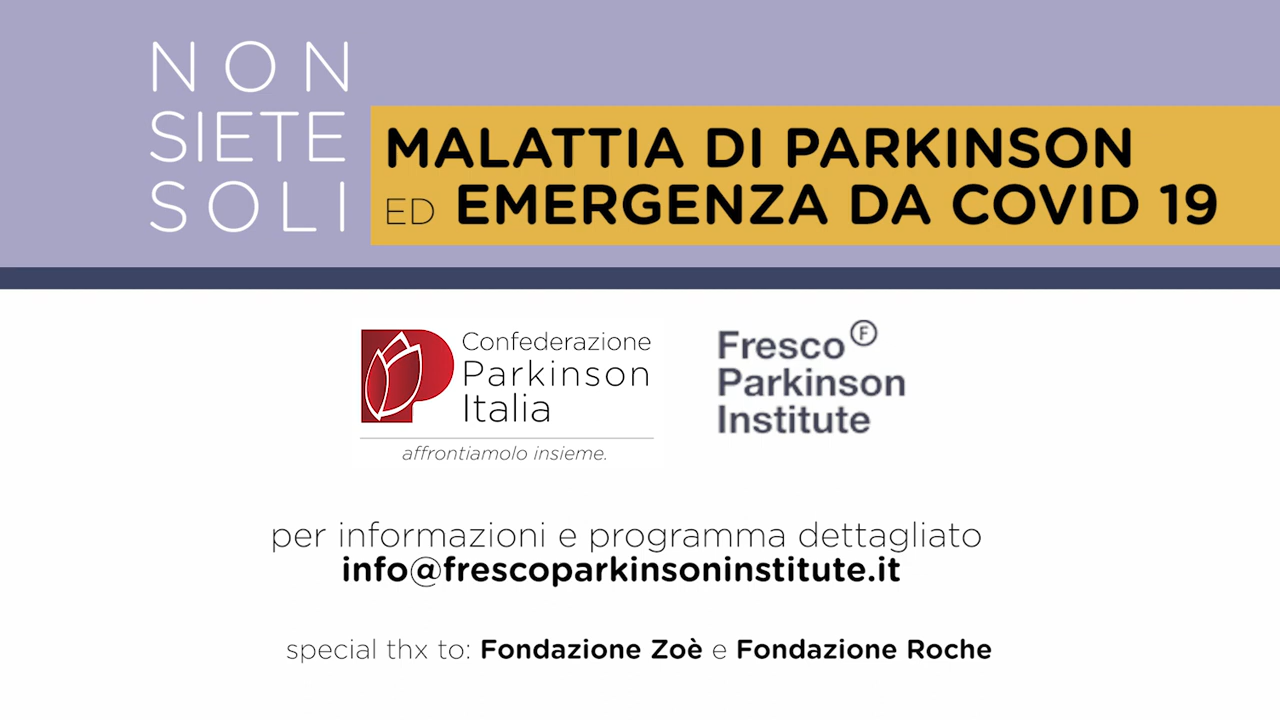 NON
SIETE
SOLI
MALATTIA DI PARKINSON
ED EMERGENZA DA COVID 19
Confederazione
Parkinson
Italia
affrontiamolo insieme.
Fresco F
Parkinson
Institute
per informazioni e programma dettagliato
info@frescoparkinsoninstitute.it
special thx to: Fondazione Zoè e Fondazione Roche